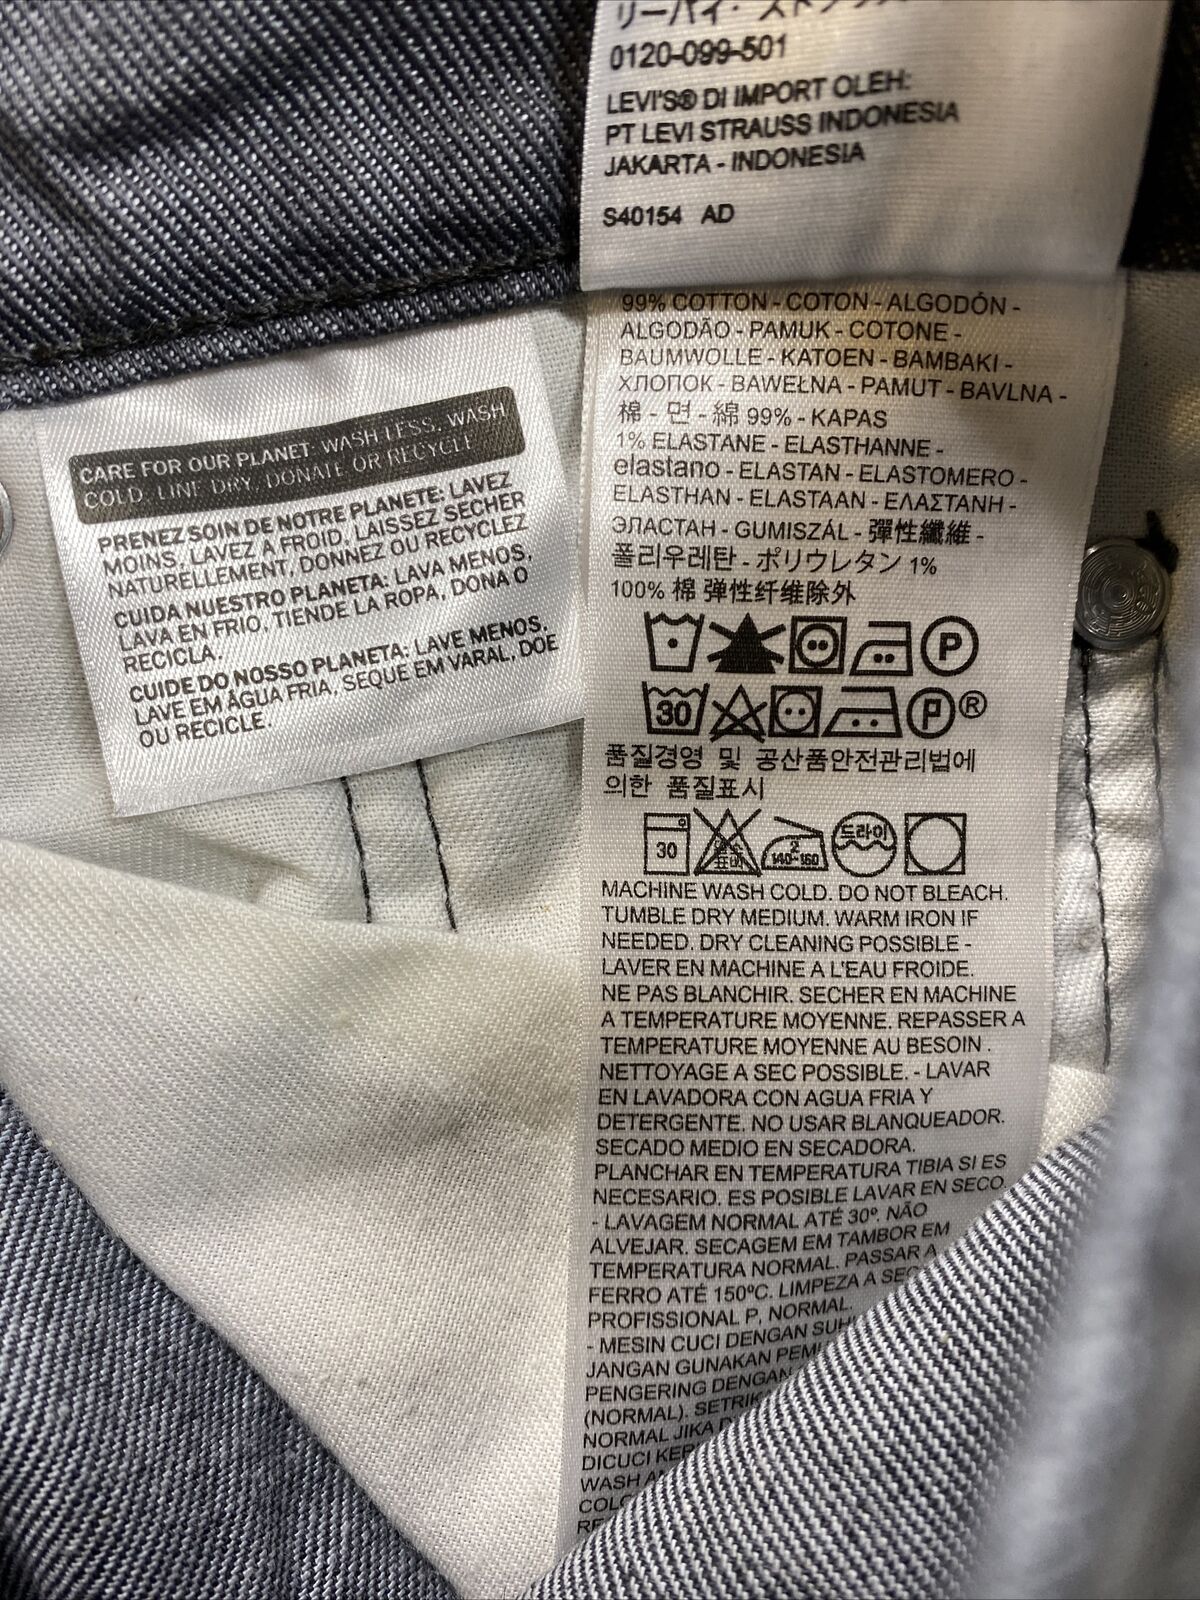 0120-099-501
LEVI'S® DI IMPORT OLEH:
PT LEVI STRAUSS INDONESIA
JAKARTA - INDONESIA
S40154 AD
CARE FOR OUR PLANET: WASH LESS, WASH
COLD, LINE DRY, DONATE OR RECYCLE
PRENEZ SOIN DE NOTRE PLANETE: LAVEZ
MOINS, LAVEZ A FROID, LAISSEZ SÉCHER
NATURELLEMENT, DONNEZ OU RECYCLEZ
CUIDA NUESTRO PLANETA: LAVA MENOS,
LAVA EN FRIO, TIENDE LA ROPA, DONA O
RECICLA.
CUIDE DO NOSSO PLANETA: LAVE MENOS.
LAVE EM ÁGUA FRIA, SEQUE EM VARAL, DOE
OU RECICLE.
99% COTTON - COTON - ALGODÓN -
ALGODÃO - PAMUK - COTONE -
BAUMWOLLE - KATOEN - BAMBAKI -
ХЛОПОК - BAWEŁNA - PAMUT - BAVLNA -
棉 - 면 - 綿 99% - KAPAS
1% ELASTANE - ELASTHANNE -
elastano - ELASTAN - ELASTOMERO -
ELASTHAN - ELASTAAN - ΕΛΑΣΤΑΝΗ -
ЭЛАСТАН - GUMISZÁL - 彈性纖維 -
폴리우레탄 - ポリウレタン 1%
100% 棉 弹性纤维除外
P
30 P®
품질경영 및 공산품안전관리법에
의한 품질표시
30 2 140~160 드라이
MACHINE WASH COLD. DO NOT BLEACH.
TUMBLE DRY MEDIUM. WARM IRON IF
NEEDED. DRY CLEANING POSSIBLE -
LAVER EN MACHINE A L'EAU FROIDE.
NE PAS BLANCHIR. SECHER EN MACHINE
A TEMPERATURE MOYENNE. REPASSER A
TEMPERATURE MOYENNE AU BESOIN .
NETTOYAGE A SEC POSSIBLE. - LAVAR
EN LAVADORA CON AGUA FRIA Y
DETERGENTE. NO USAR BLANQUEADOR.
SECADO MEDIO EN SECADORA.
PLANCHAR EN TEMPERATURA TIBIA SI ES
NECESARIO. ES POSIBLE LAVAR EN SECO.
- LAVAGEM NORMAL ATÉ 30º. NÃO
ALVEJAR. SECAGEM EM TAMBOR EM
TEMPERATURA NORMAL. PASSAR A
FERRO ATÉ 150ºC. LIMPEZA A
PROFISSIONAL P, NORMAL.
- MESIN CUCI DENGAN
JANGAN GUNAKAN
PENGERING DENGAN
(NORMAL).
NORMAL JIKA
DICUCI
WASH